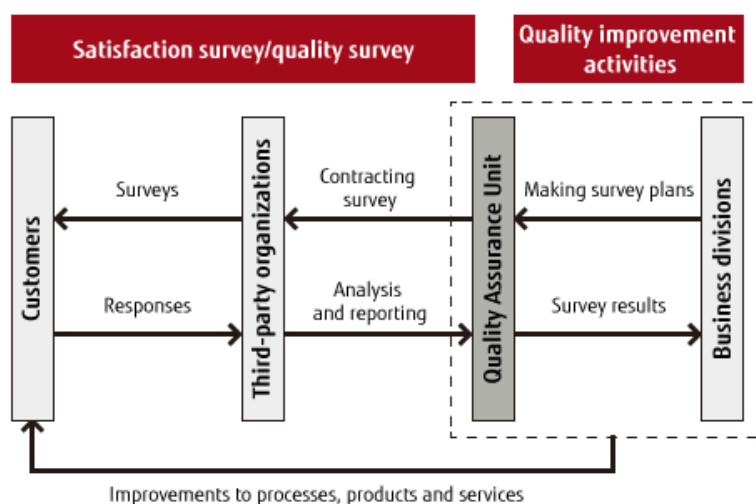 Satisfaction survey/quality survey
Quality improvement
activities
Customers
Surveys
Responses
Third-party organizations
Contracting
survey
Analysis
and reporting
Quality Assurance Unit
Making survey plans
Survey results
Business divisions
Improvements to processes, products and services